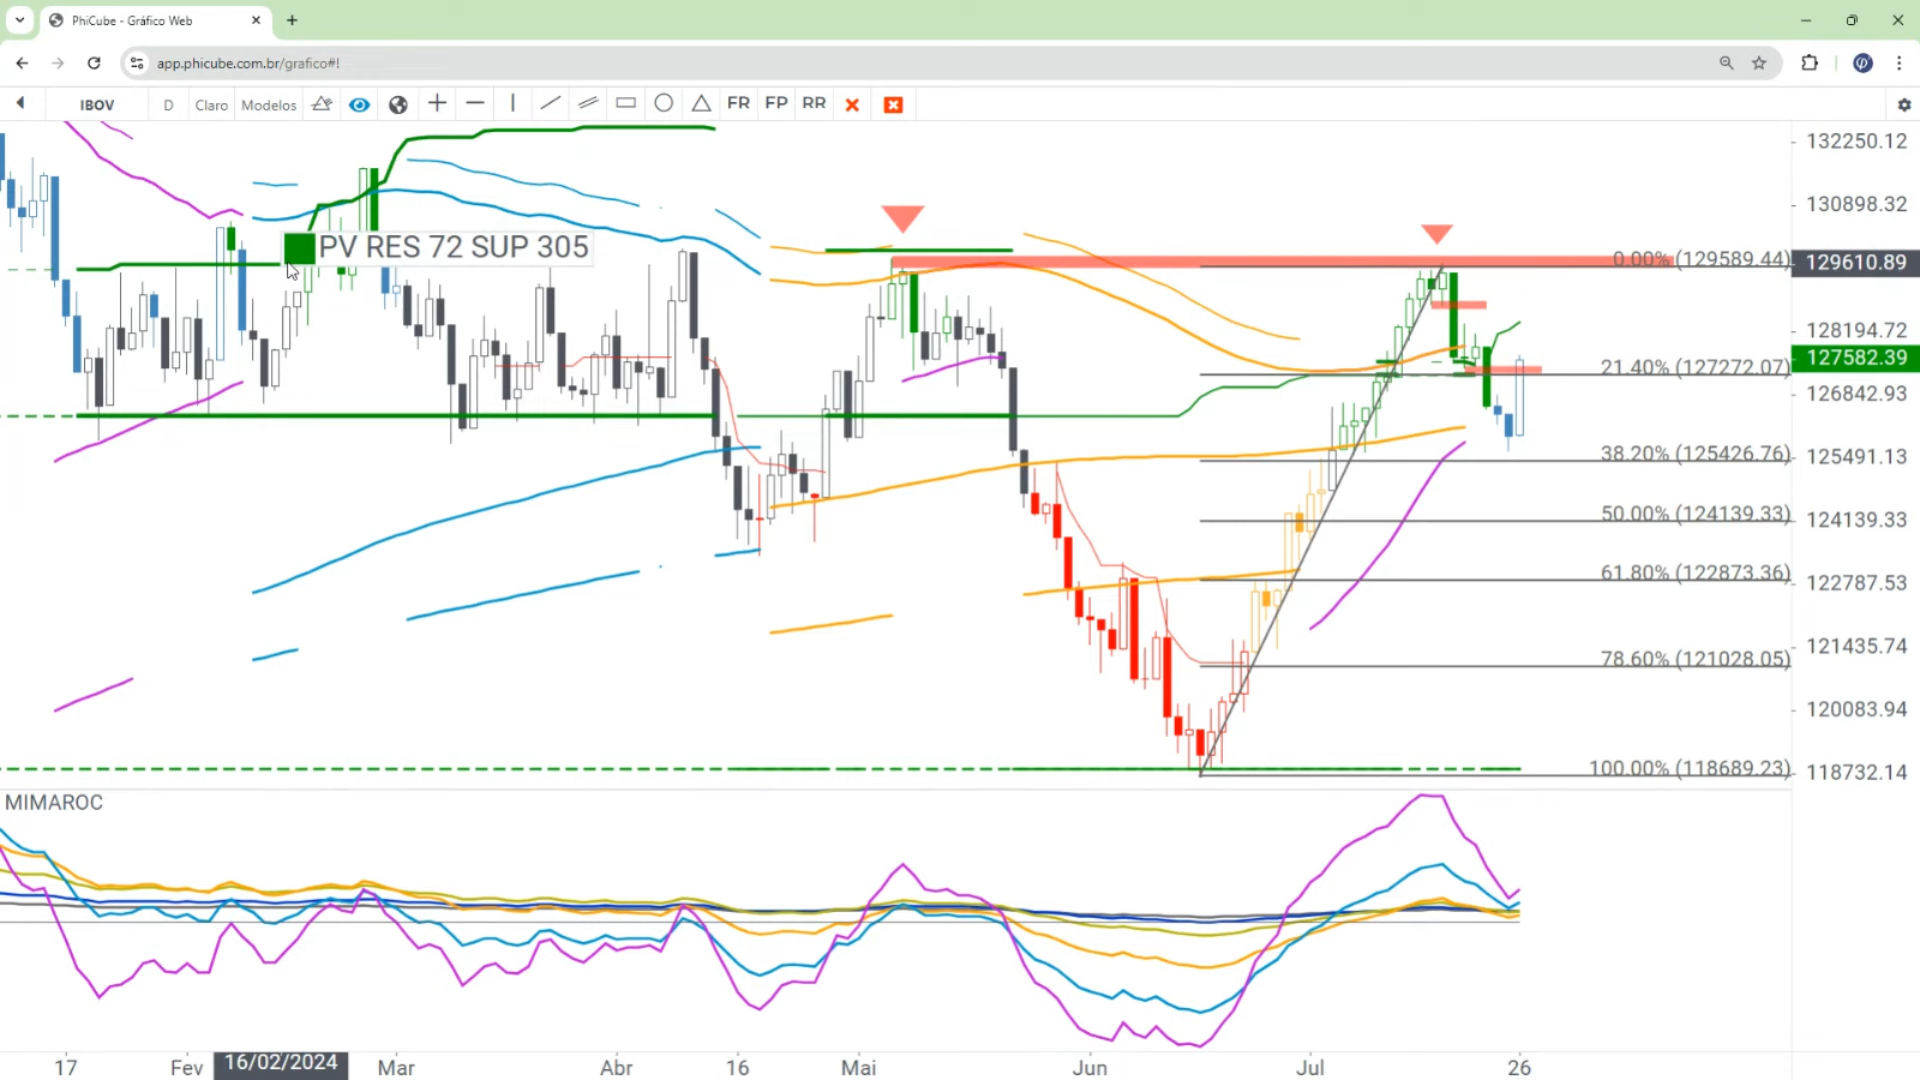 PhiCube - Gráfico Web
app.phicube.com.br/grafico#!
IBOV D Claro Modelos FR FP RR
132250.12
130898.32
PV RES 72 SUP 305
0.00% (129589.44) 129610.89
128194.72
127582.39
21.40% (127272.07)
126842.93
38.20% (125426.76) 125491.13
50.00% (124139.33) 124139.33
61.80% (122873.36) 122787.53
121435.74
78.60% (121028.05)
120083.94
100.00% (118689.23) 118732.14
MIMAROC
17 Fev 16/02/2024 Mar Abr 16 Mai Jun Jul 26